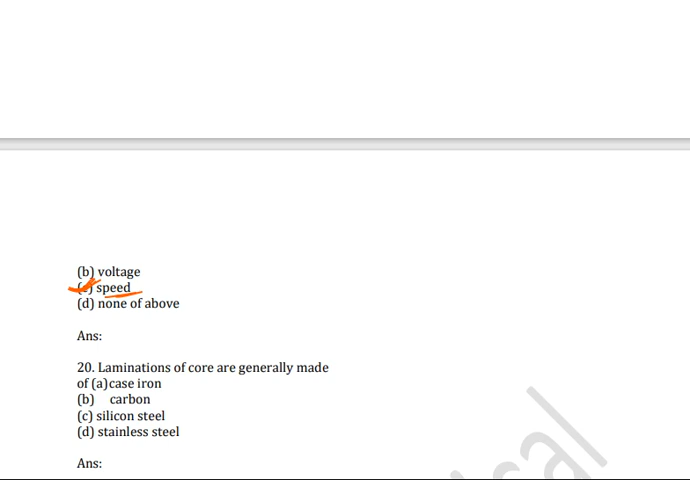 (b) voltage
(c) speed
(d) none of above
Ans:
20. Laminations of core are generally made
of (a)case iron
(b) carbon
(c) silicon steel
(d) stainless steel
Ans: